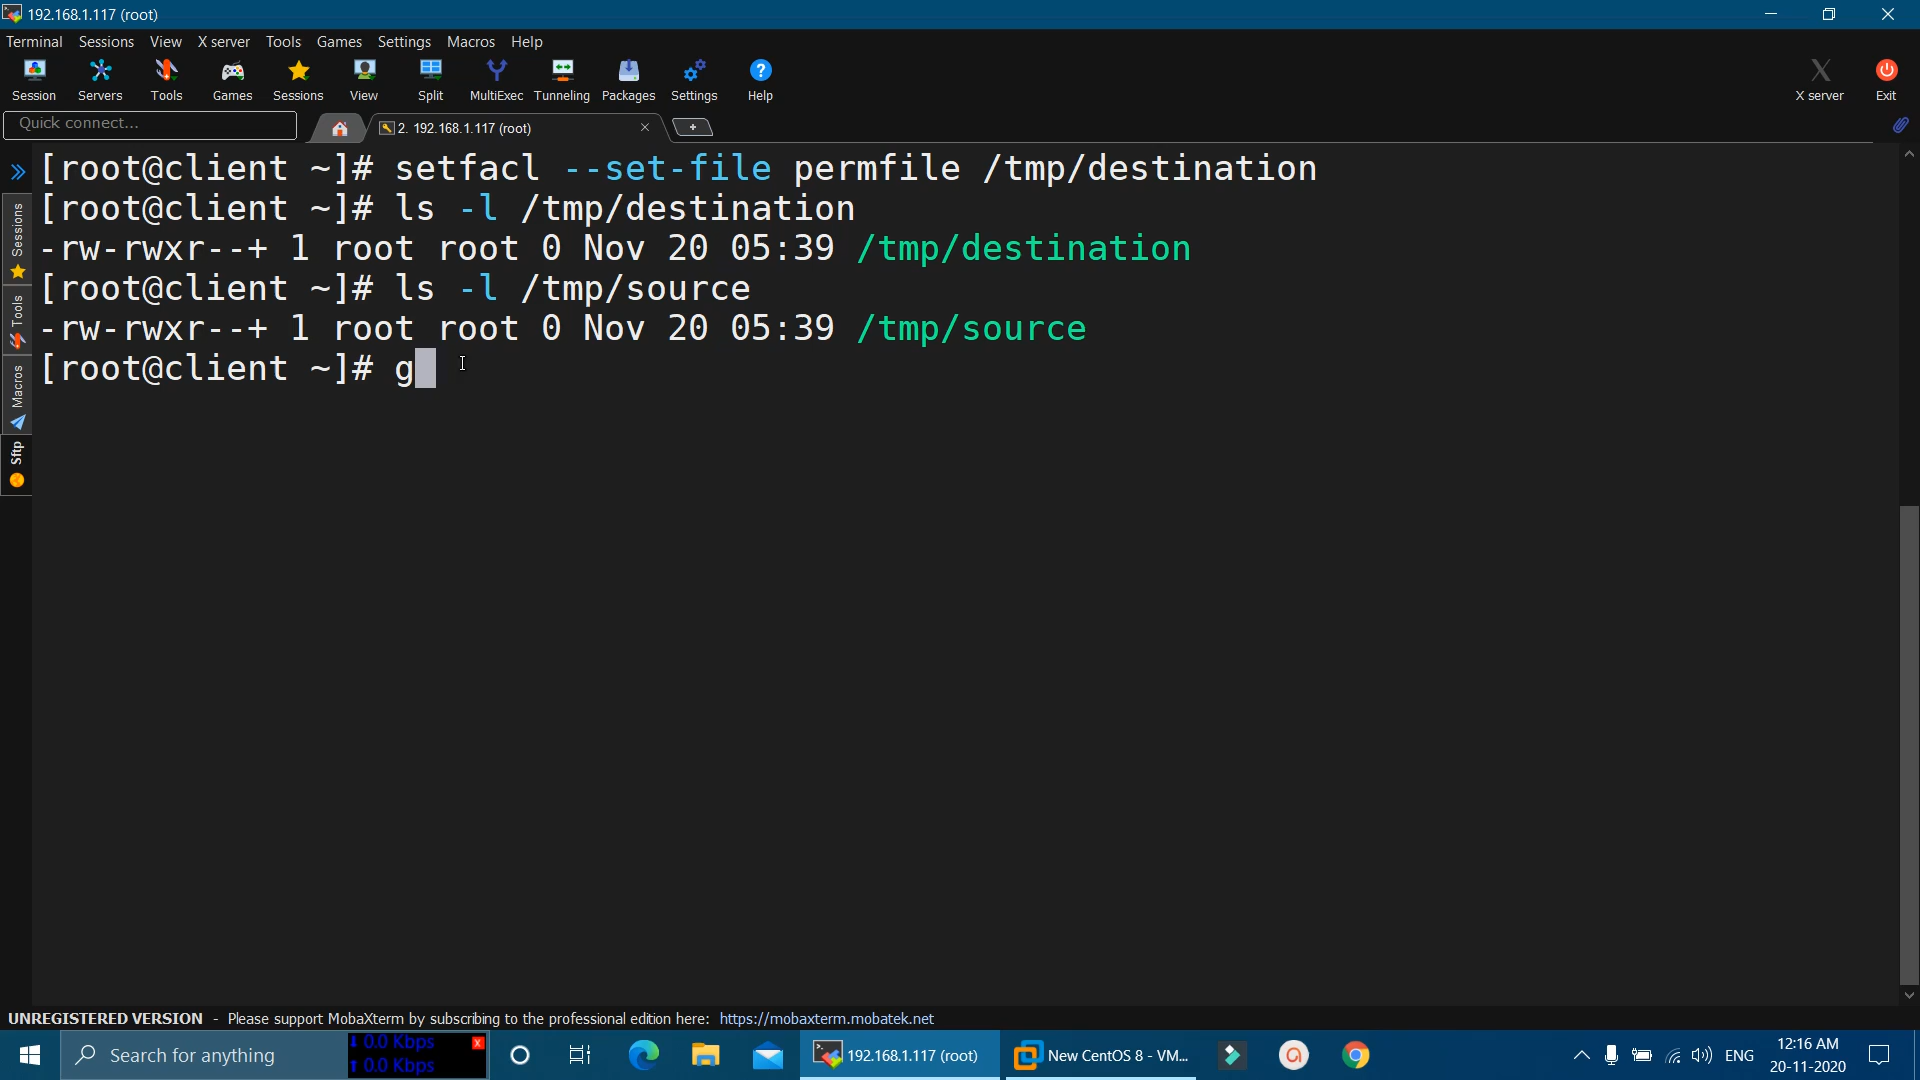 192.168.1.117 (root)
Terminal Sessions View X server Tools Games Settings Macros Help
Session Servers Tools Games Sessions View Split MultiExec Tunneling Packages Settings Help X server Exit
Quick connect...
2. 192.168.1.117 (root)
[root@client ~]# setfacl --set-file permfile /tmp/destination
[root@client ~]# ls -l /tmp/destination
-rw-rwxr--+ 1 root root 0 Nov 20 05:39 /tmp/destination
[root@client ~]# ls -l /tmp/source
-rw-rwxr--+ 1 root root 0 Nov 20 05:39 /tmp/source
[root@client ~]# g
Sessions
Tools
Macros
Sftp
UNREGISTERED VERSION - Please support MobaXterm by subscribing to the professional edition here: https://mobaxterm.mobatek.net
Search for anything
0.0 Kbps
0.0 Kbps
192.168.1.117 (root)
New CentOS 8 - VM...
ENG
12:16 AM
20-11-2020